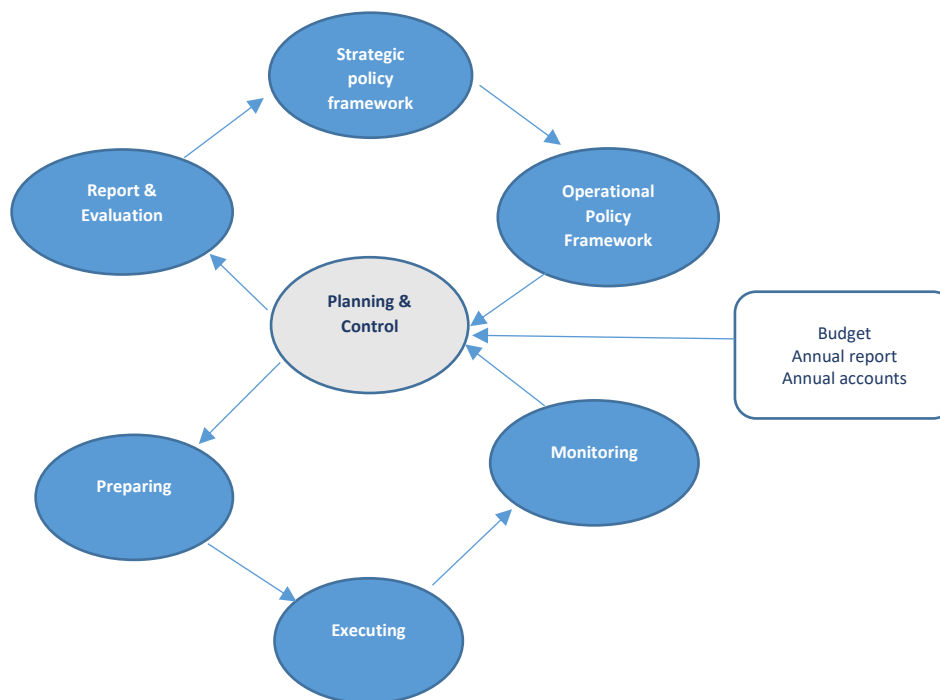 Strategic
policy
framework
Report &
Evaluation
Operational
Policy
Framework
Planning &
Control
Budget
Annual report
Annual accounts
Monitoring
Preparing
Executing